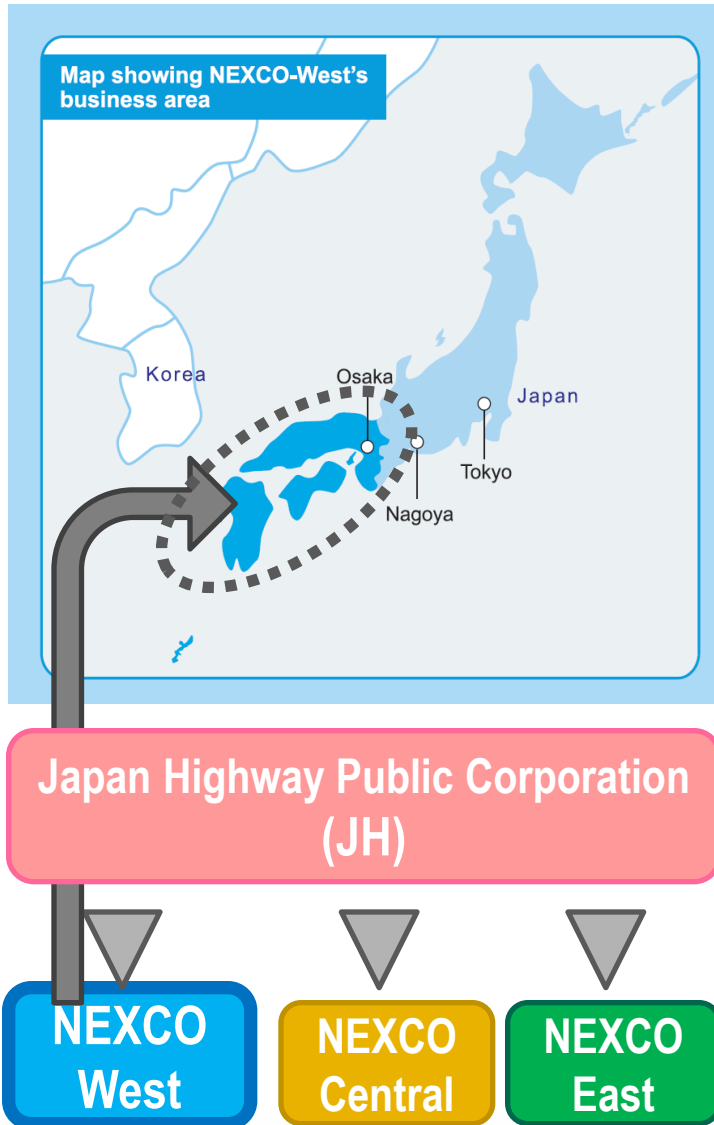 Map showing NEXCO-West's
business area
Korea
Osaka
Japan
Tokyo
Nagoya
Japan Highway Public Corporation
(JH)
NEXCO
West
NEXCO
Central
NEXCO
East